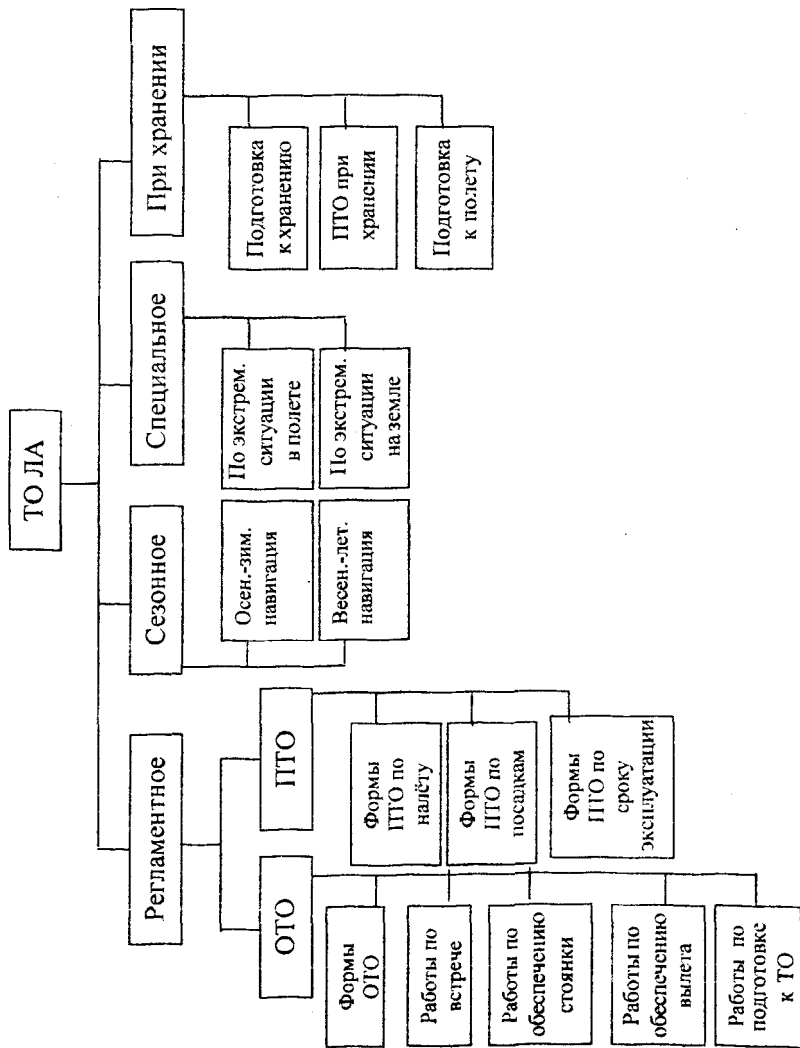 ТО ЛА
Регламентное
Сезонное
Специальное
При хранении
ОТО
ПТО
Формы
ОТО
Работы по
встрече
Работы по
обеспечению
стоянки
Работы по
обеспечению
вылета
Работы по
подготовке
к ТО
Формы
ПТО по
налёту
Формы
ПТО по
посадкам
Формы
ПТО по
сроку
эксплуатации
Осен.-зим.
навигация
Весен.-лет.
навигация
По экстрем.
ситуации
в полете
По экстрем.
ситуации
на земле
Подготовка
к хранению
ПТО при
хранении
Подготовка
к полету